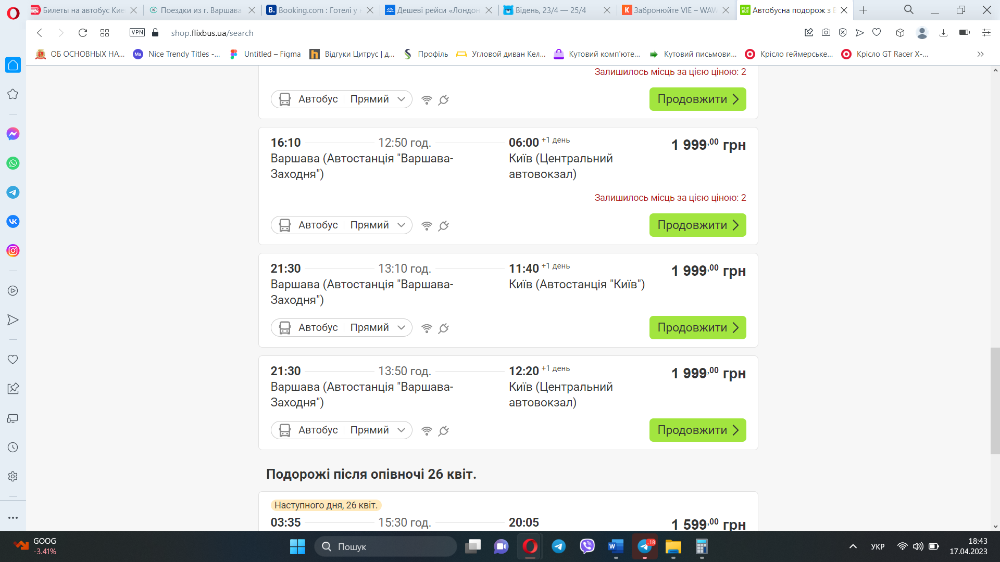 Билеты на автобус Кие
Поездки из г. Варшава
Booking.com : Готелі у
Дешеві рейси «Лондон
Відень, 23/4 — 25/4
Забронюйте VIE – WAW
Автобусна подорож з
VPN
shop.flixbus.ua/search
ОБ ОСНОВНЫХ НА...
Nice Trendy Titles -...
Untitled – Figma
Відгуки Цитрус | д...
Профіль
Угловой диван Кел...
Кутовий комп'юте...
Кутовий письмови...
Крісло геймерське...
Крісло GT Racer X-...
Залишилось місць за цією ціною: 2
Автобус Прямий
Продовжити
16:10 12:50 год. 06:00 +1 день 1 999,00 грн
Варшава (Автостанція "Варшава-
Заходня")
Київ (Центральний
автовокзал)
Залишилось місць за цією ціною: 2
Автобус Прямий
Продовжити
21:30 13:10 год. 11:40 +1 день 1 999,00 грн
Варшава (Автостанція "Варшава-
Заходня")
Київ (Автостанція "Київ")
Автобус Прямий
Продовжити
21:30 13:50 год. 12:20 +1 день 1 999,00 грн
Варшава (Автостанція "Варшава-
Заходня")
Київ (Центральний
автовокзал)
Автобус Прямий
Продовжити
Подорожі після опівночі 26 квіт.
Наступного дня, 26 квіт.
03:35 15:30 год. 20:05 1 599,00 грн
GOOG
-3.41%
Пошук
УКР
18:43
17.04.2023